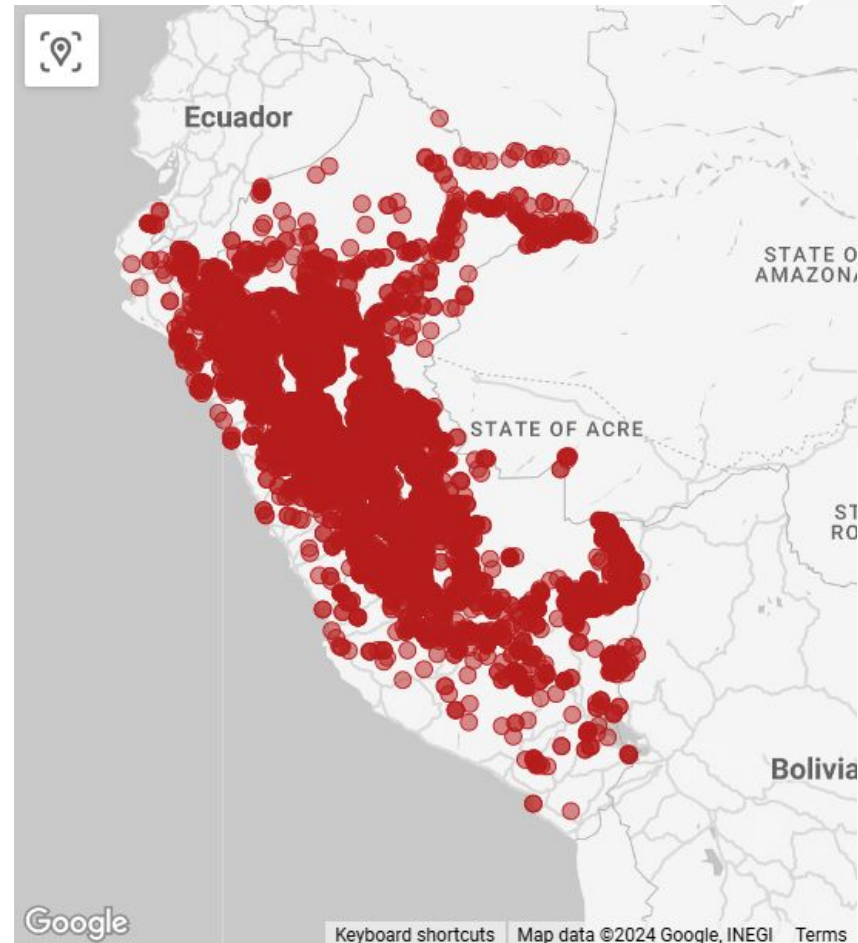 Ecuador
STATE O
AMAZONA
STATE OF ACRE
ST
RO
Bolivia
Google
Keyboard shortcuts
Map data ©2024 Google, INEGI
Terms